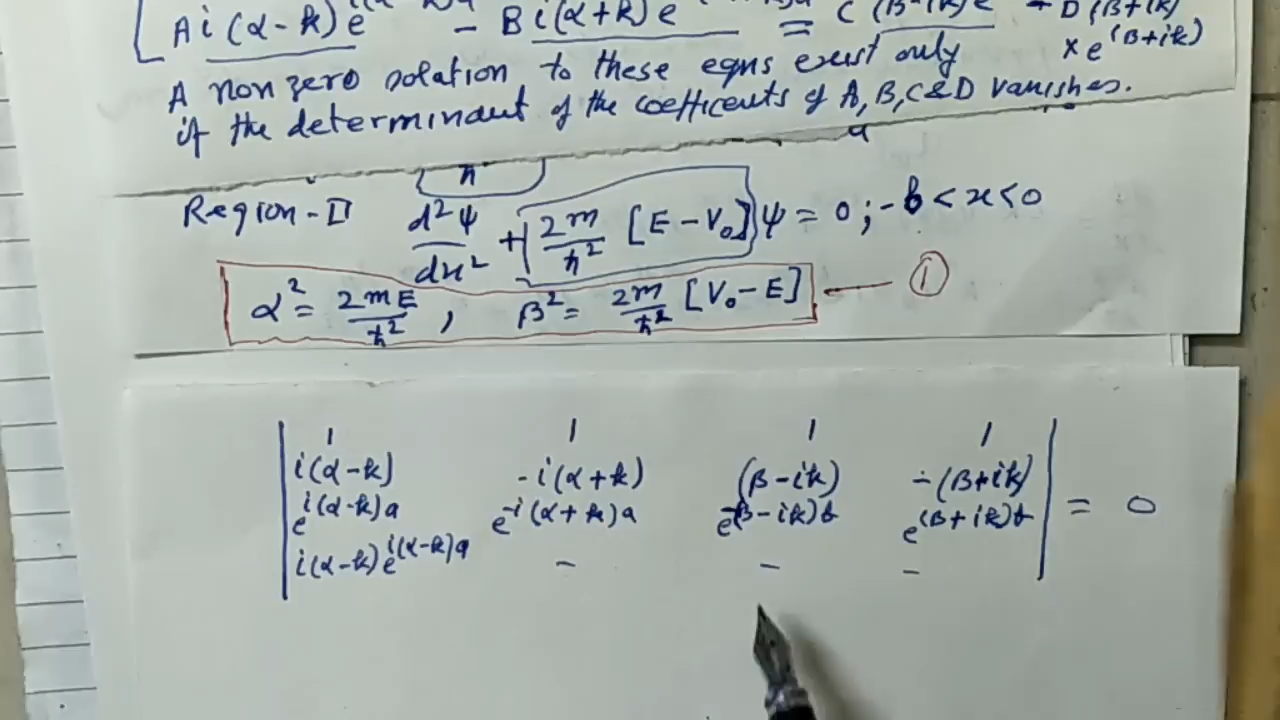 A i (α-k) e - B i (α+k) e = C (β-ik) e + D (β+ik)
x e^(β+ik)
A non zero solution to these eqns exist only
if the determinant of the coefficents of A, B, C & D vanishes.
Region-II d²ψ/dx² + 2m/ħ² [E-V₀] ψ = 0 ; -b < x < 0
α² = 2mE/ħ² , β² = 2m/ħ² [V₀-E] — ①
1 1 1 1
i(α-k) -i(α+k) (β-ik) -(β+ik)
e^i(α-k)a e^-i(α+k)a e^-(β-ik)b e^(β+ik)b = 0
i(α-k)e^i(α-k)a - - -